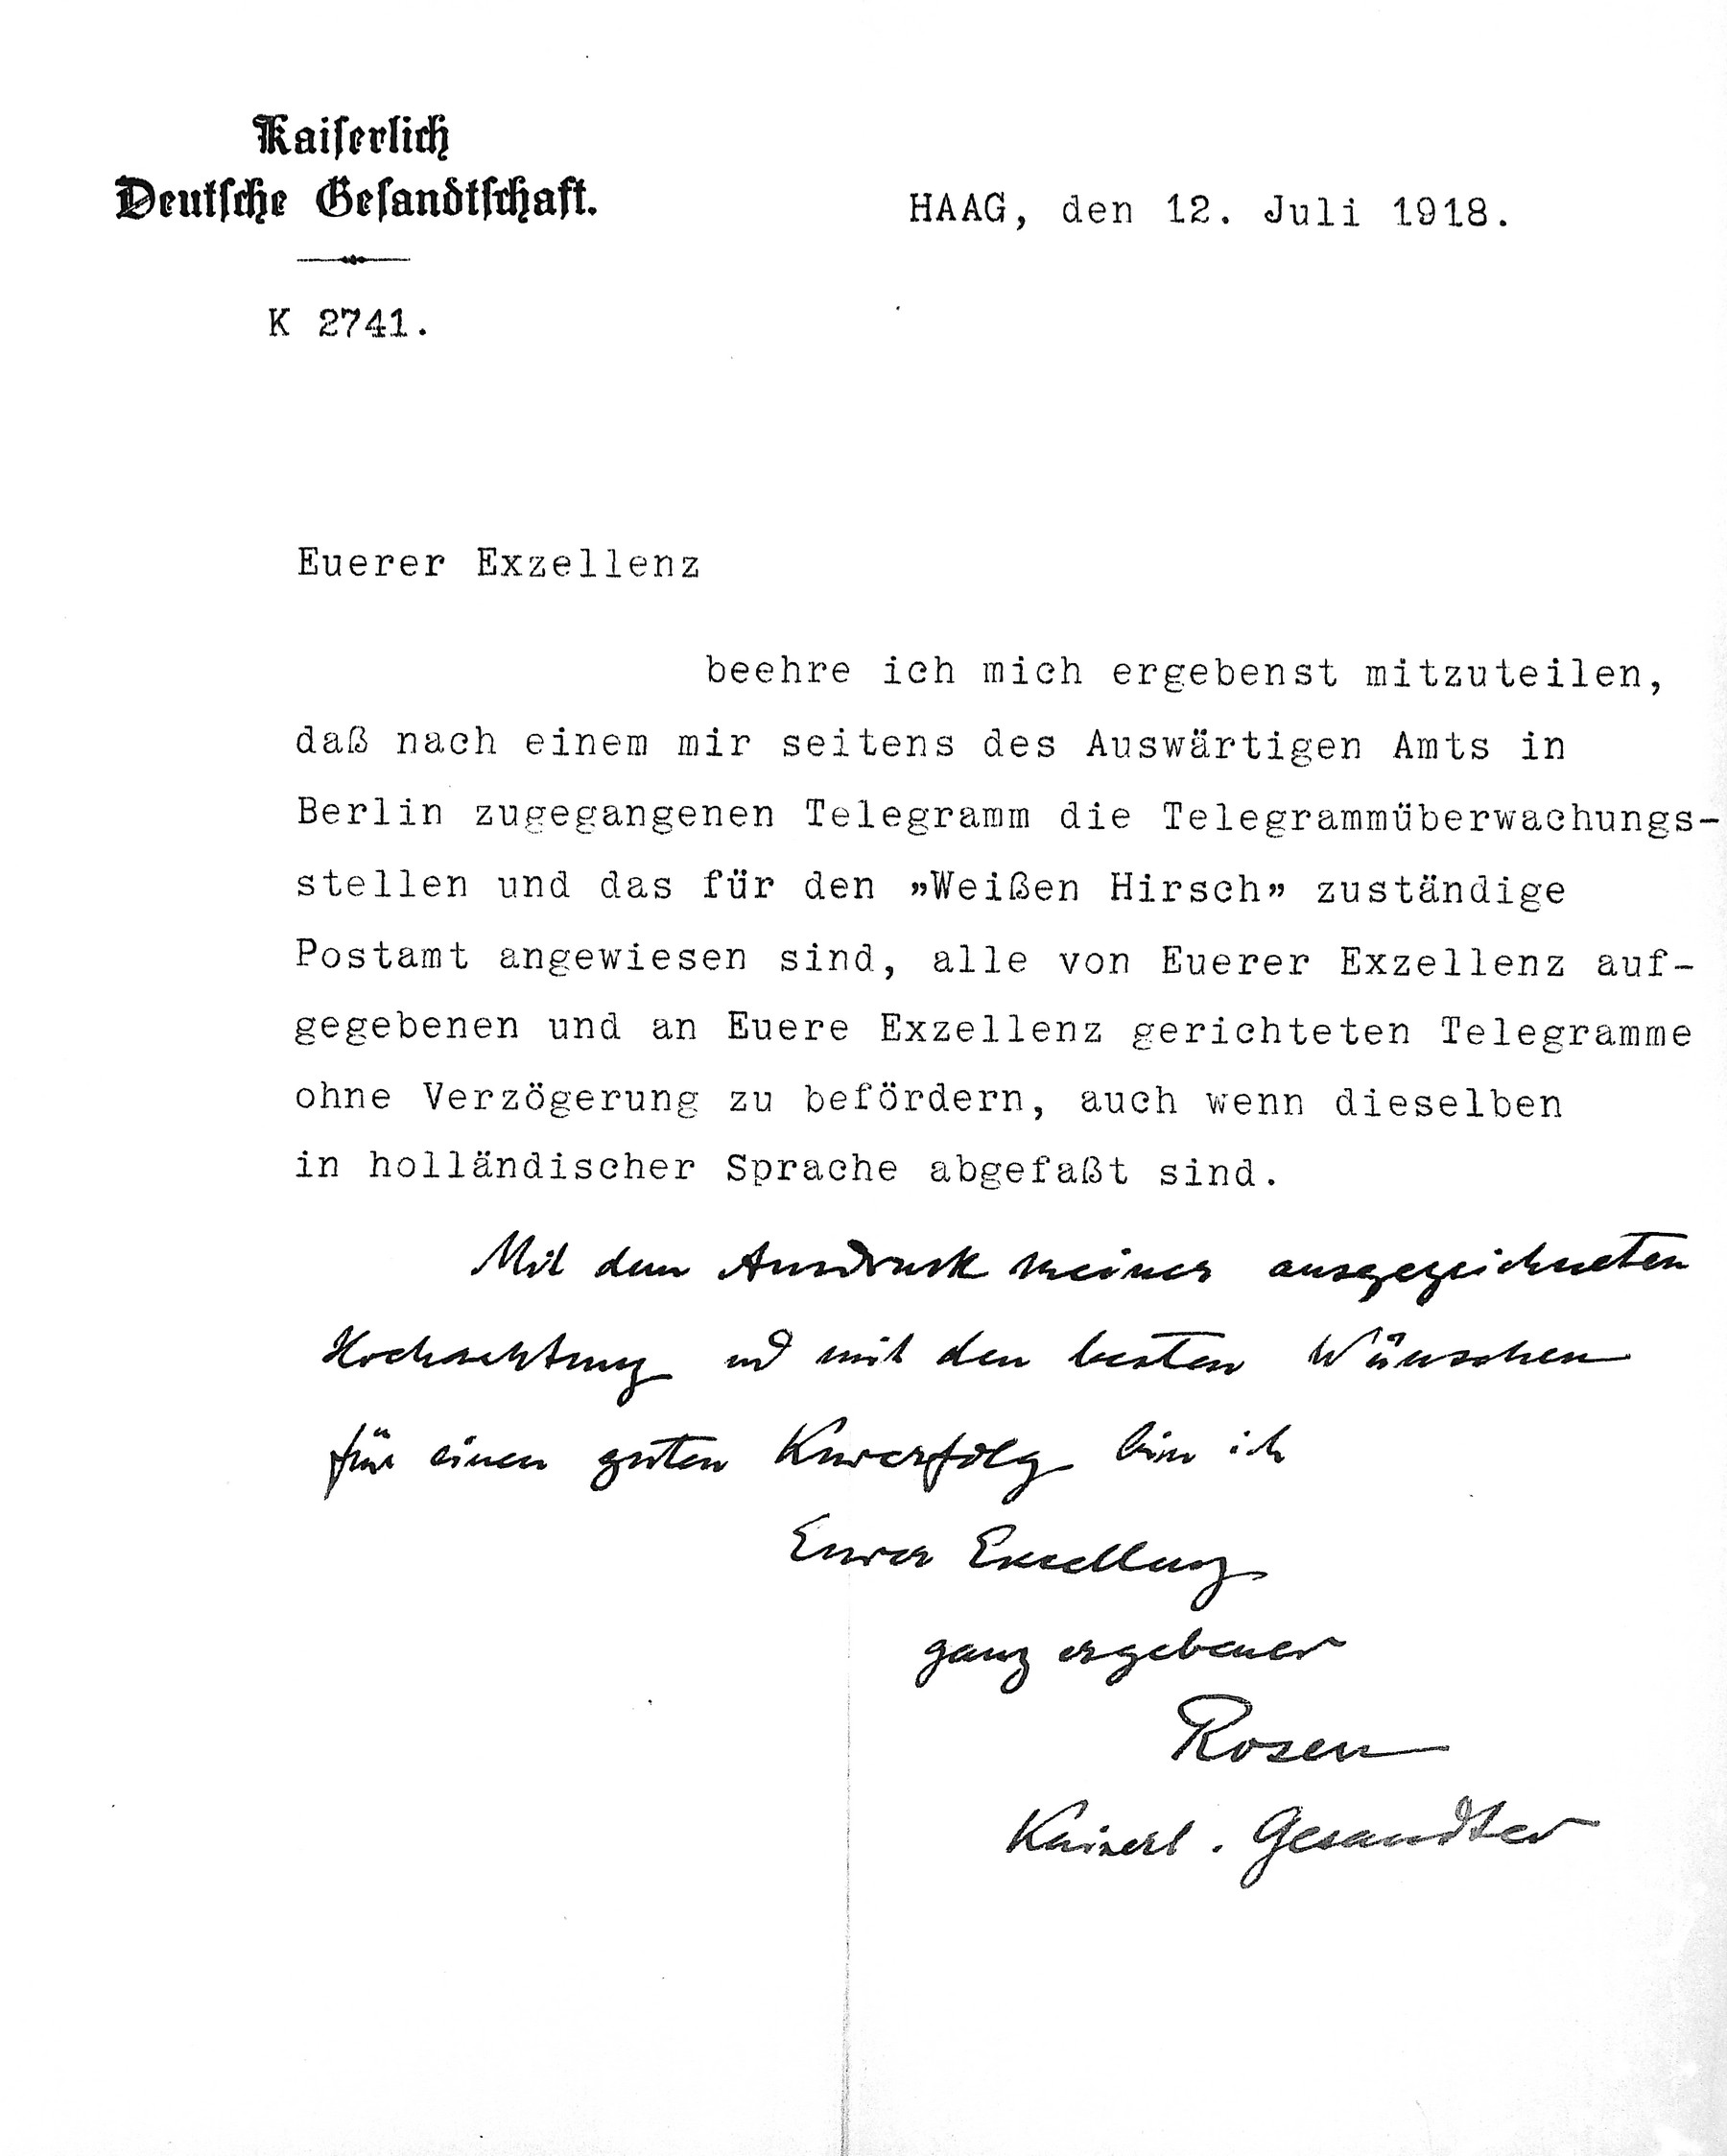 Kaiserlich
Deutsche Gesandtschaft.
HAAG, den 12. Juli 1918.
K 2741.
Euerer Exzellenz
beehre ich mich ergebenst mitzuteilen,
daß nach einem mir seitens des Auswärtigen Amts in
Berlin zugegangenen Telegramm die Telegrammüberwachungs-
stellen und das für den „Weißen Hirsch” zuständige
Postamt angewiesen sind, alle von Euerer Exzellenz auf-
gegebenen und an Euere Exzellenz gerichteten Telegramme
ohne Verzögerung zu befördern, auch wenn dieselben
in holländischer Sprache abgefaßt sind.
Mit dem Ausdruck meiner ausgezeichneten
Hochachtung und mit den besten Wünschen
für einen guten Kurerfolg bin ich
Eurer Exzellenz
ganz ergebener
Rosen
Kaiserl. Gesandter